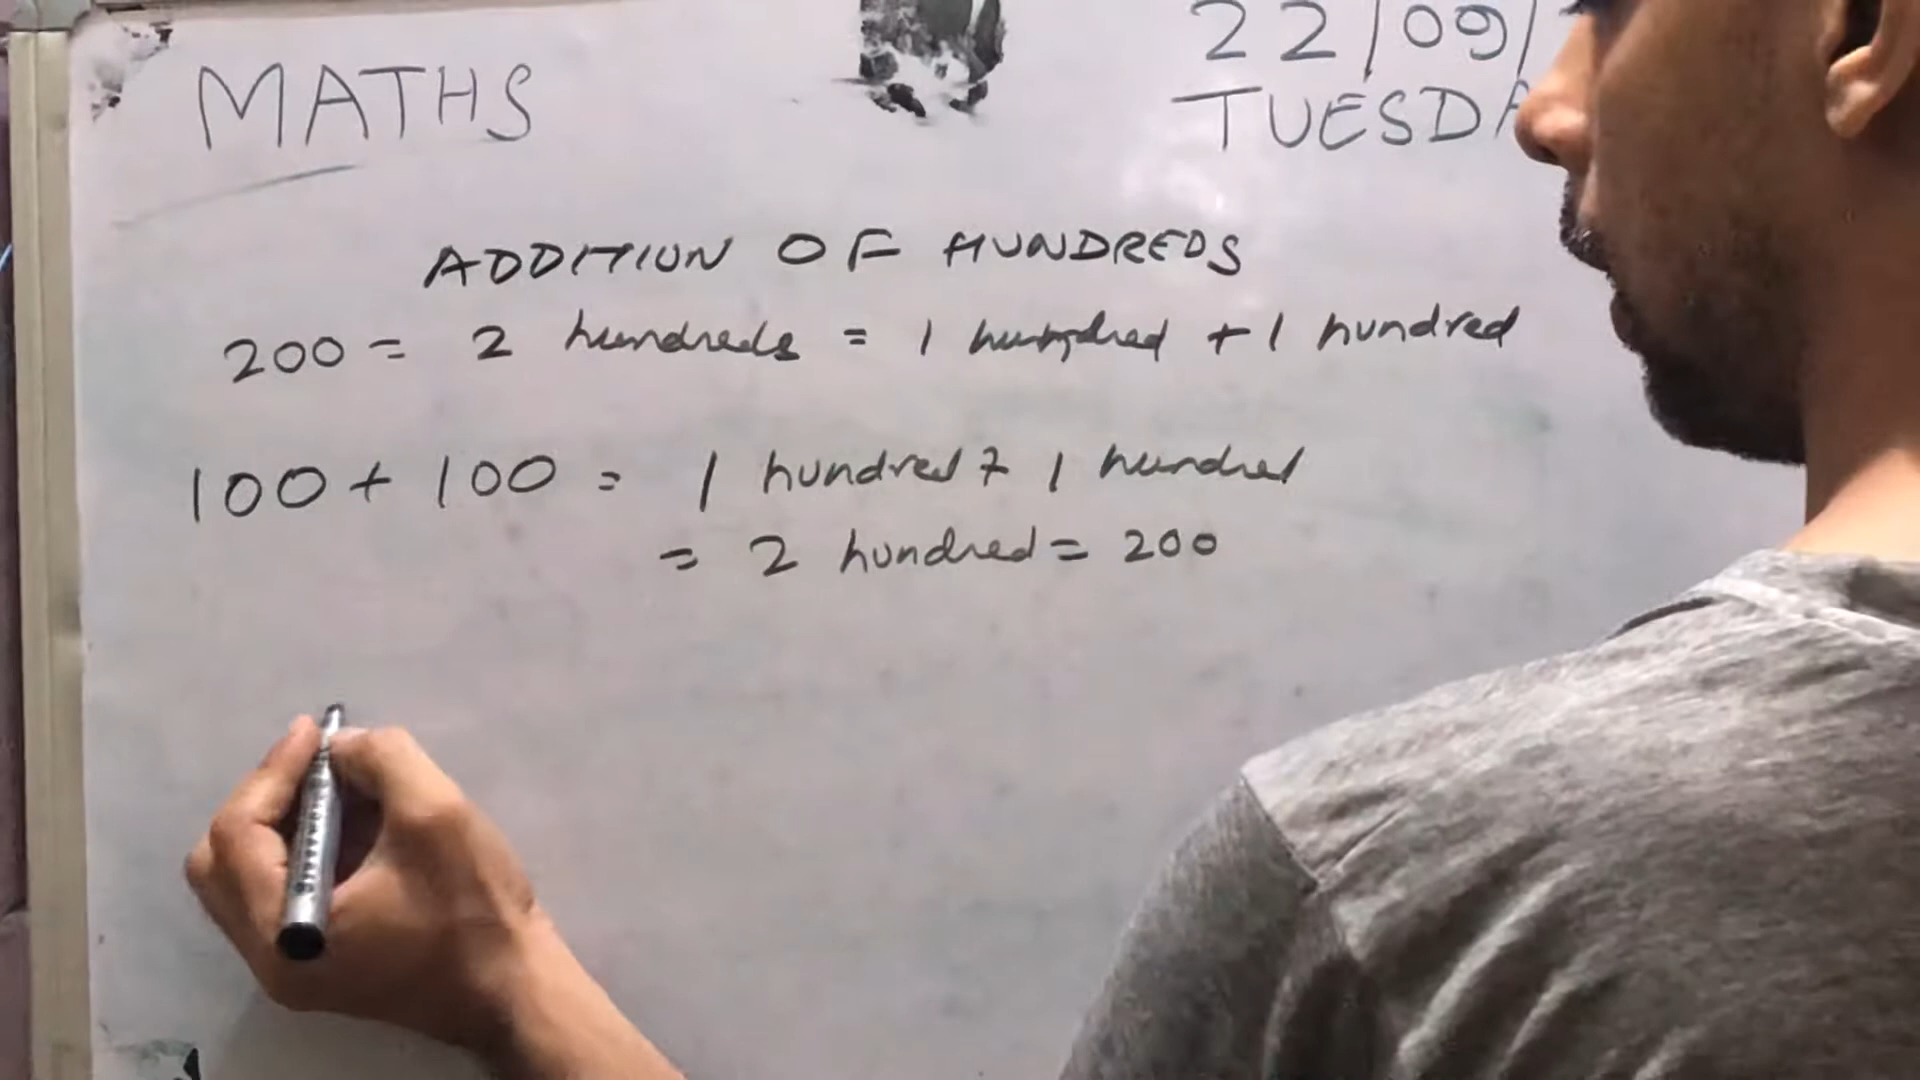 MATHS
22/09/
TUESDA
ADDITION OF HUNDREDS
200 = 2 hundreds = 1 hundred + 1 hundred
100 + 100 = 1 hundred + 1 hundred
= 2 hundred = 200